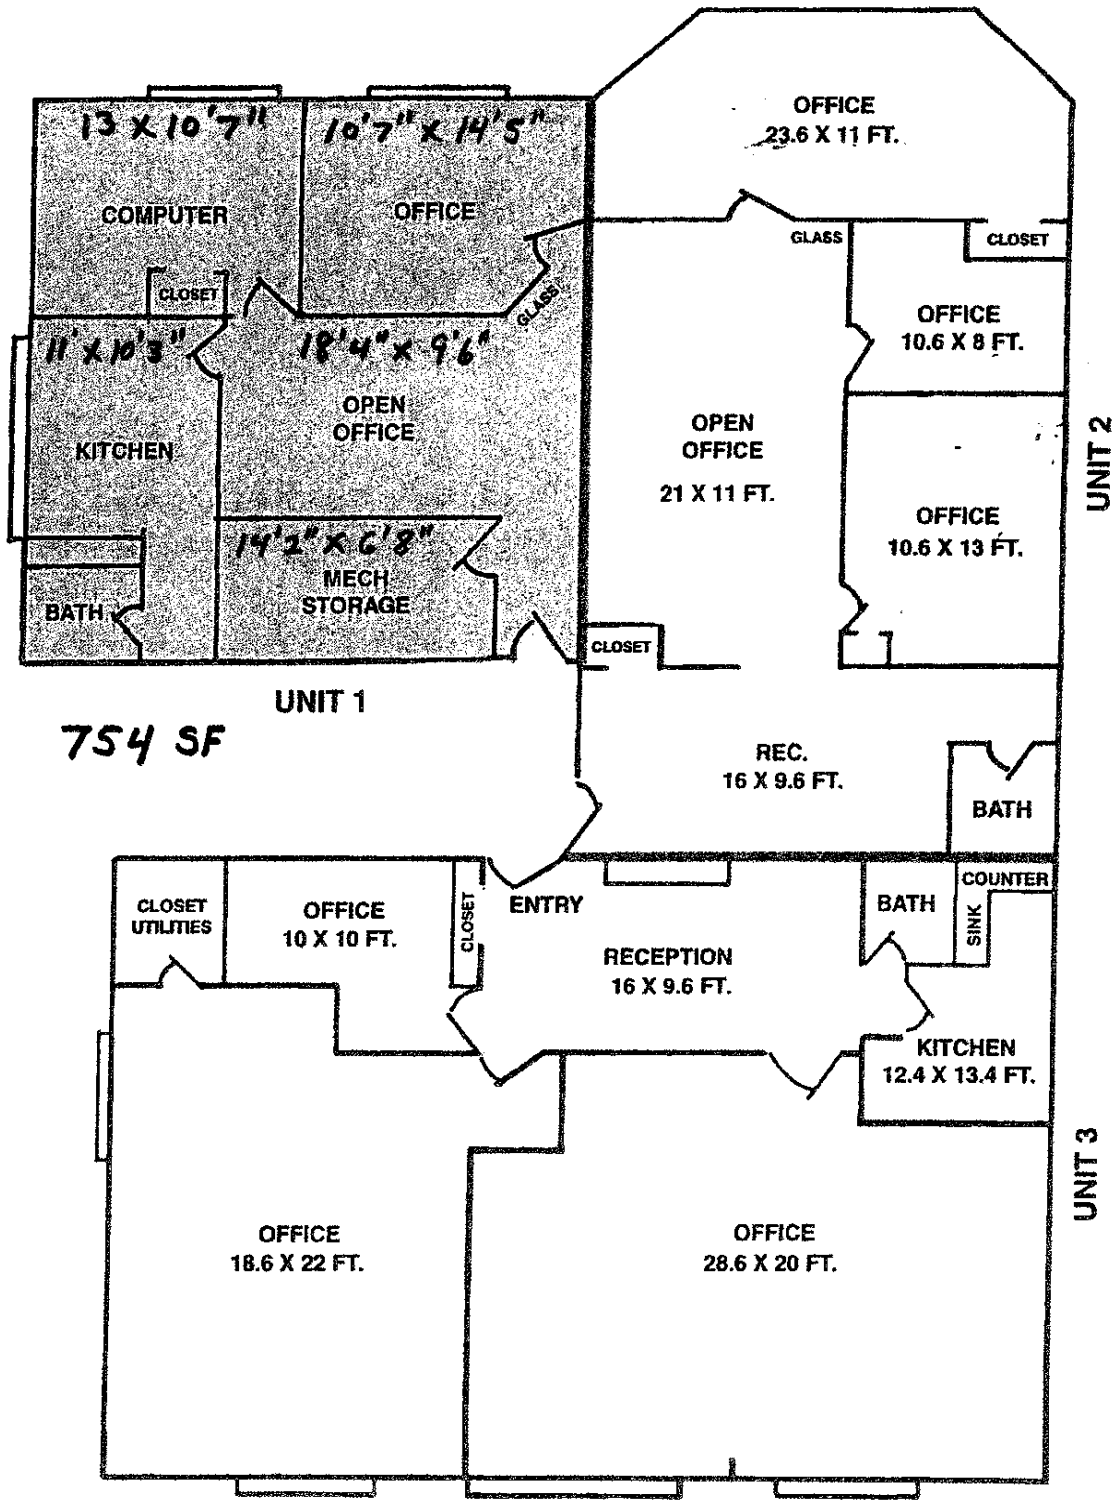 13 X 10'7"
COMPUTER
CLOSET
10'7" X 14'5"
OFFICE
GLASS
11' X 10'3"
KITCHEN
BATH
18'4" X 9'6"
OPEN
OFFICE
14'2" X 6'8"
MECH
STORAGE
UNIT 1
754 SF
OFFICE
23.6 X 11 FT.
GLASS
CLOSET
OFFICE
10.6 X 8 FT.
OPEN
OFFICE
21 X 11 FT.
OFFICE
10.6 X 13 FT.
CLOSET
REC.
16 X 9.6 FT.
BATH
UNIT 2
CLOSET
UTILITIES
OFFICE
10 X 10 FT.
CLOSET
ENTRY
RECEPTION
16 X 9.6 FT.
BATH
COUNTER
SINK
KITCHEN
12.4 X 13.4 FT.
OFFICE
18.6 X 22 FT.
OFFICE
28.6 X 20 FT.
UNIT 3